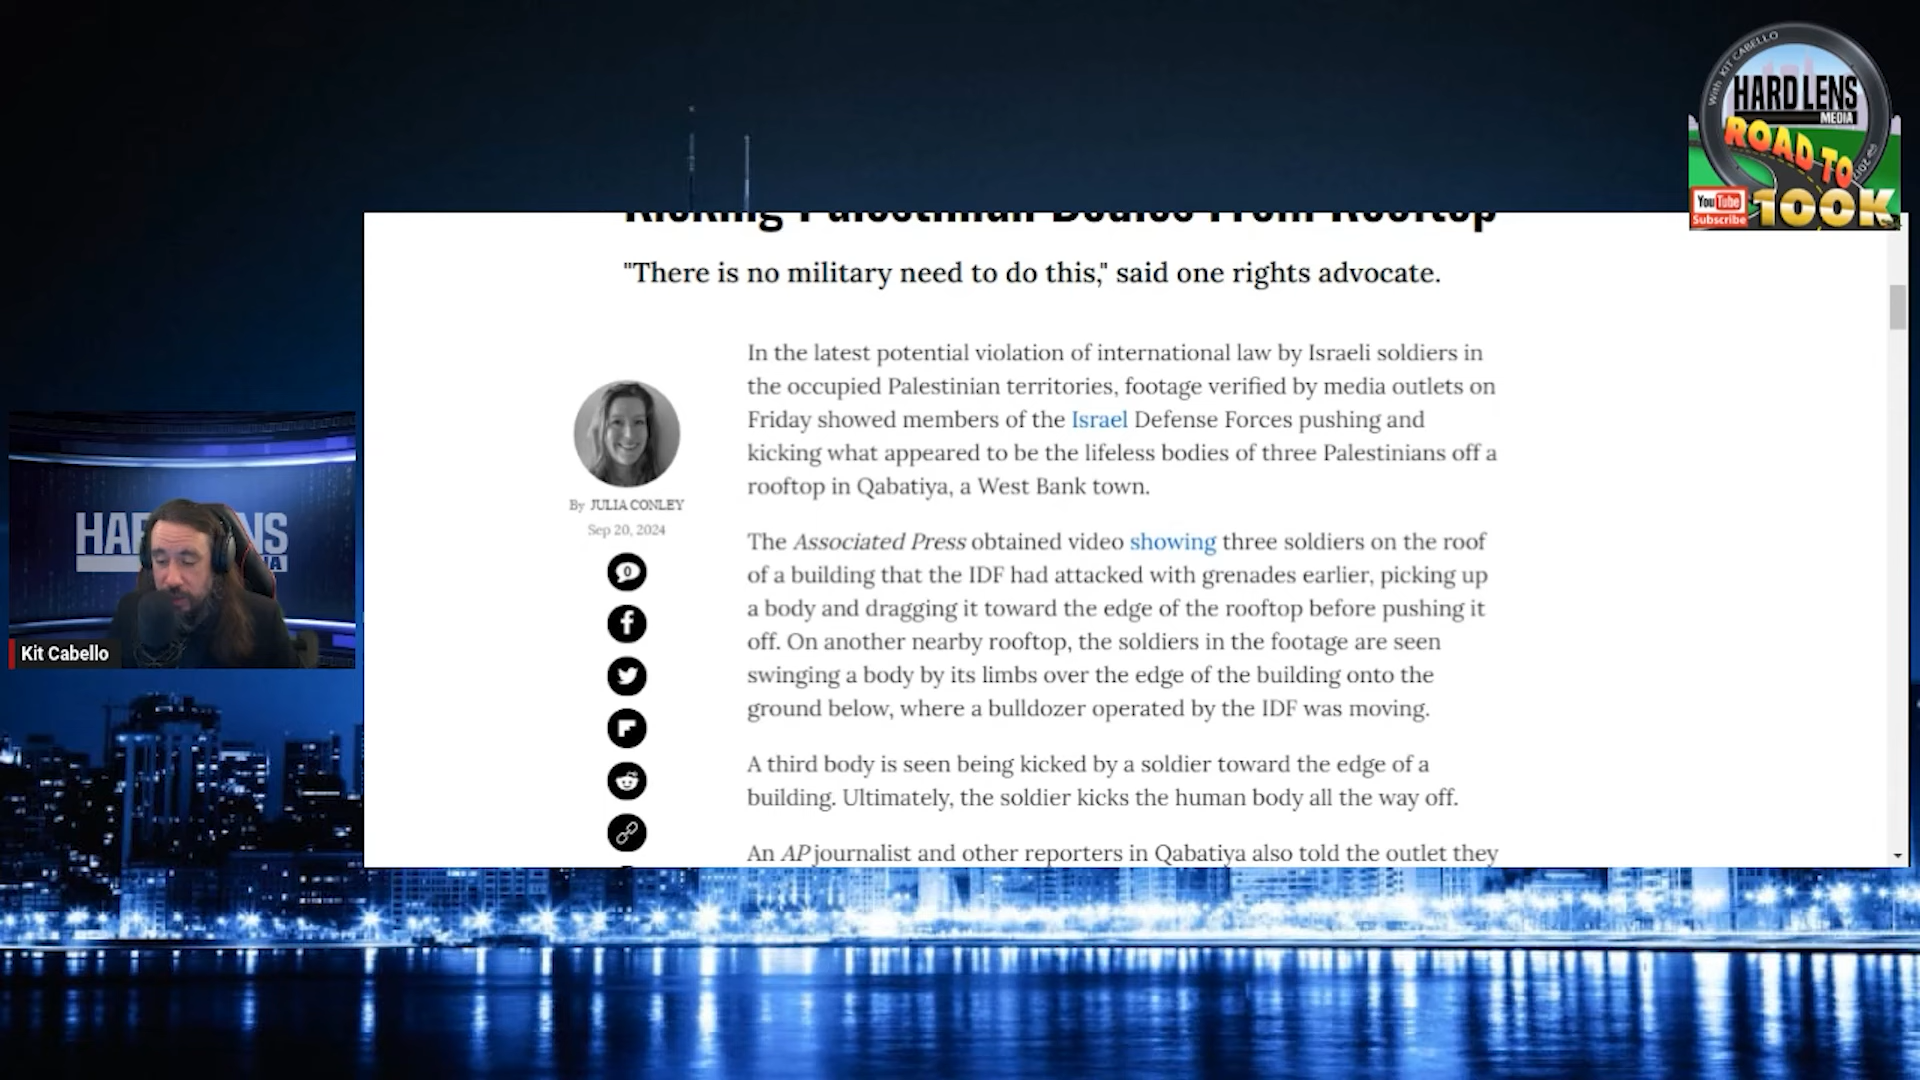 With KIT CABELLO
HARD LENS
MEDIA
ROAD TO
100K
YouTube
Subscribe
Kicking Palestinian Bodies From Rooftop
"There is no military need to do this," said one rights advocate.
By JULIA CONLEY
Sep 20, 2024
0
In the latest potential violation of international law by Israeli soldiers in
the occupied Palestinian territories, footage verified by media outlets on
Friday showed members of the Israel Defense Forces pushing and
kicking what appeared to be the lifeless bodies of three Palestinians off a
rooftop in Qabatiya, a West Bank town.
The Associated Press obtained video showing three soldiers on the roof
of a building that the IDF had attacked with grenades earlier, picking up
a body and dragging it toward the edge of the rooftop before pushing it
off. On another nearby rooftop, the soldiers in the footage are seen
swinging a body by its limbs over the edge of the building onto the
ground below, where a bulldozer operated by the IDF was moving.
A third body is seen being kicked by a soldier toward the edge of a
building. Ultimately, the soldier kicks the human body all the way off.
An AP journalist and other reporters in Qabatiya also told the outlet they
Kit Cabello